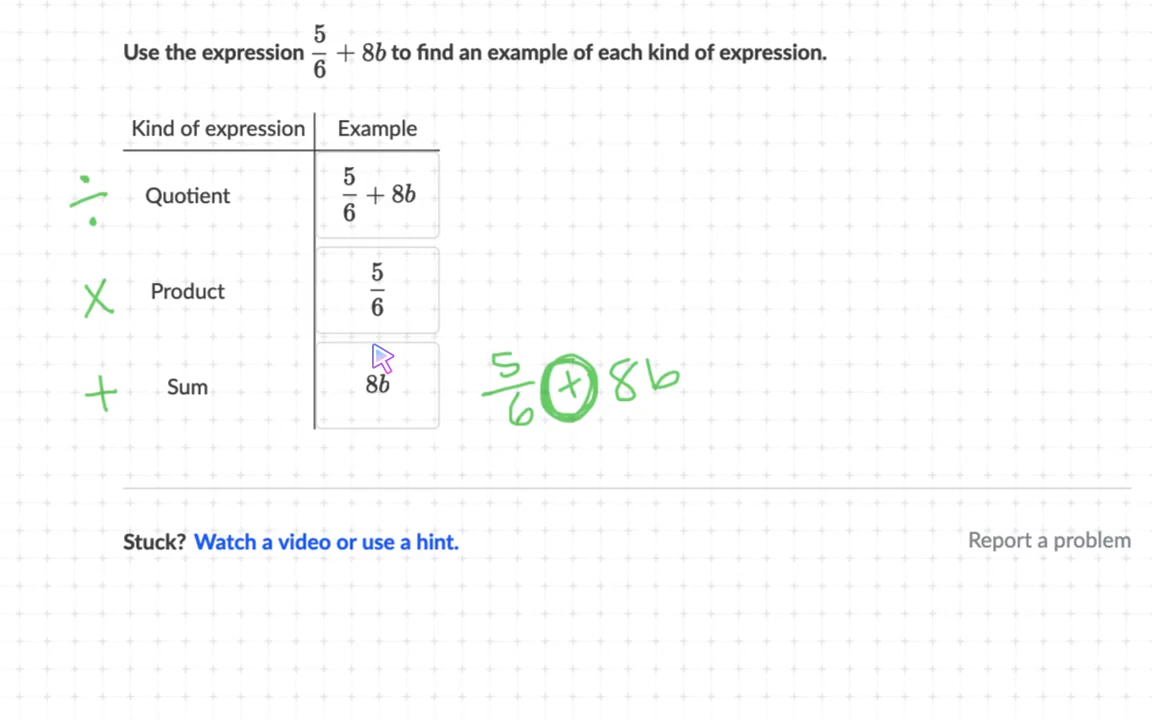 Use the expression 5/6 + 8b to find an example of each kind of expression.
Kind of expression Example
÷ Quotient 5/6 + 8b
× Product 5/6
+ Sum 8b 5/6 + 8b
Stuck? Watch a video or use a hint. Report a problem